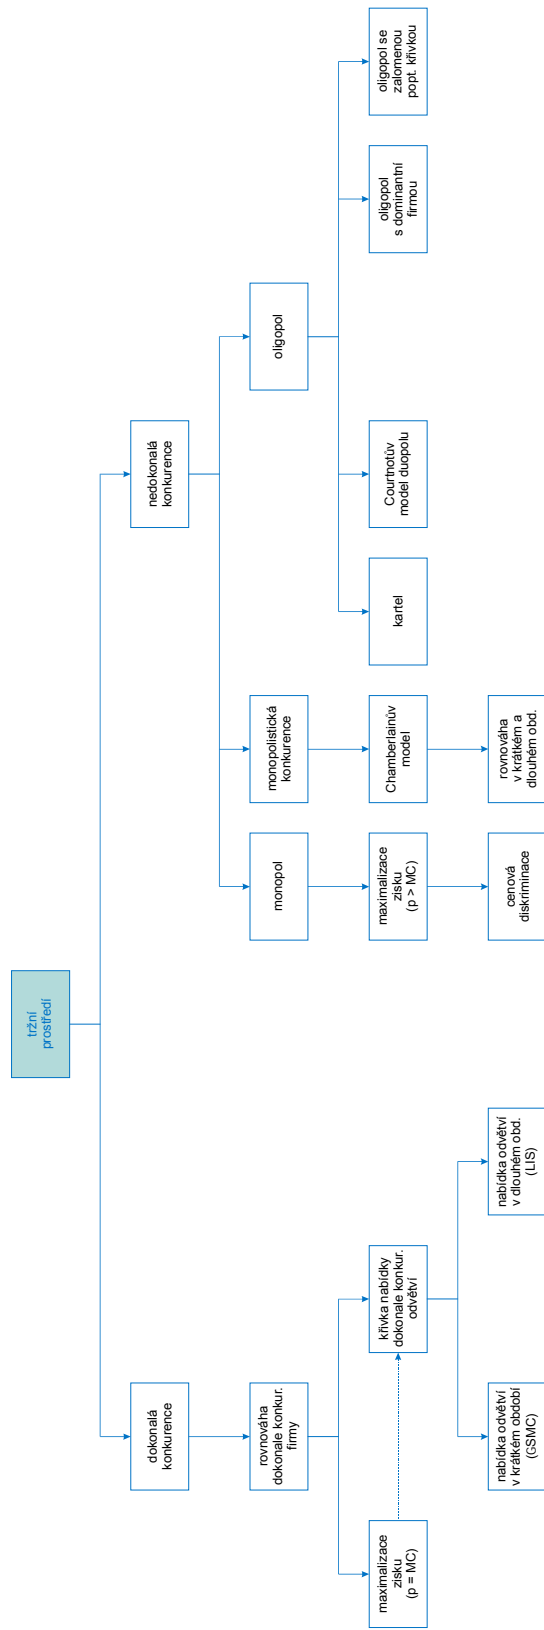 tržní
prostředí
dokonalá
konkurence
nedokonalá
konkurence
rovnováha
dokonale konkur.
firmy
monopol
monopolistická
konkurence
oligopol
maximalizace
zisku
(p = MC)
křivka nabídky
dokonale konkur.
odvětví
maximalizace
zisku
(p > MC)
Chamberlainův
model
kartel
Courtnotův
model duopolu
oligopol
s dominantní
firmou
oligopol se
zalomenou
popt. křivkou
nabídka odvětví
v krátkém období
(GSMC)
nabídka odvětví
v dlouhém obd.
(LIS)
cenová
diskriminace
rovnováha
v krátkém a
dlouhém obd.